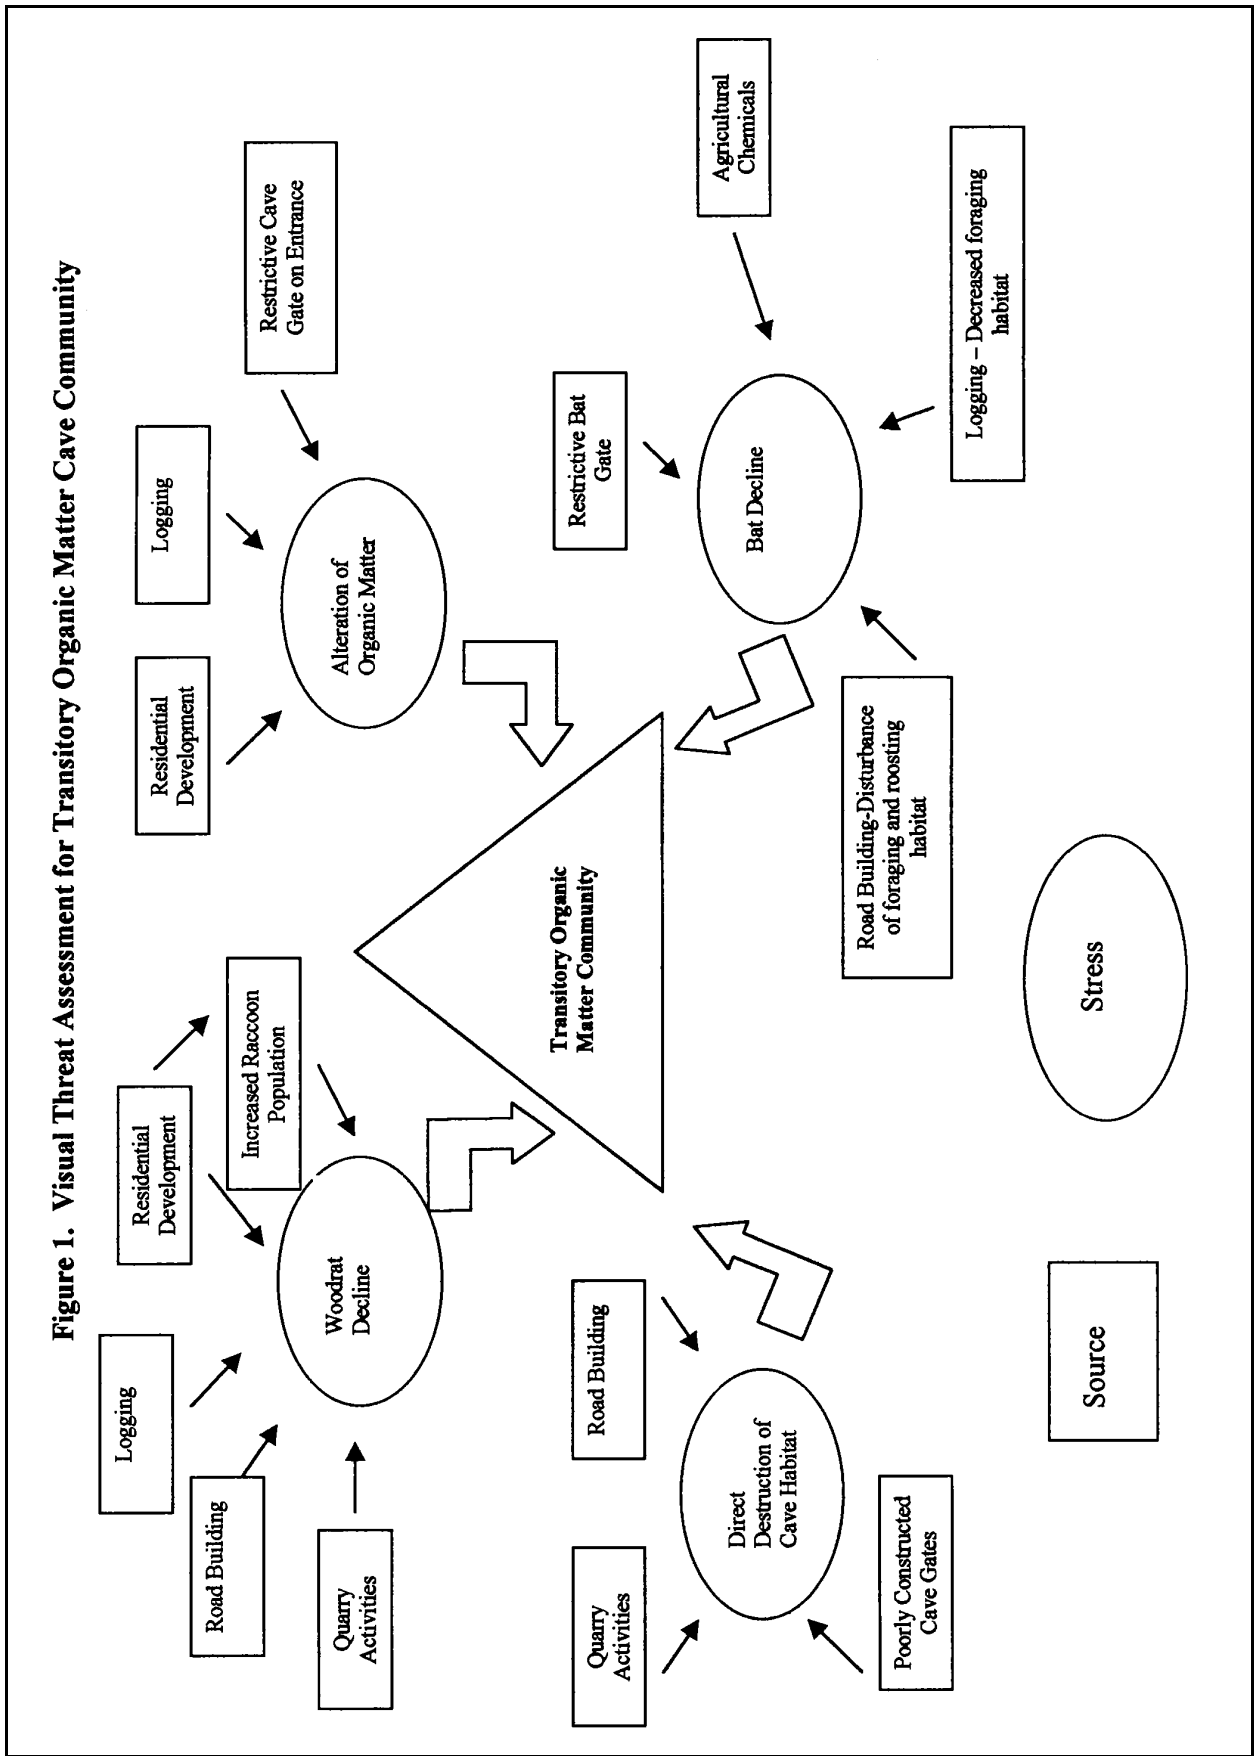 Figure 1.  Visual Threat Assessment for Transitory Organic Matter Cave Community
Logging
Residential
Development
Residential
Development
Logging
Road Building
Increased Raccoon
Population
Restrictive Cave
Gate on Entrance
Quarry
Activities
Woodrat
Decline
Alteration of
Organic Matter
Quarry
Activities
Road Building
Transitory Organic
Matter Community
Restrictive Bat
Gate
Agricultural
Chemicals
Direct
Destruction of
Cave Habitat
Bat Decline
Poorly Constructed
Cave Gates
Road Building-Disturbance
of foraging and roosting
habitat
Logging – Decreased foraging
habitat
Source
Stress